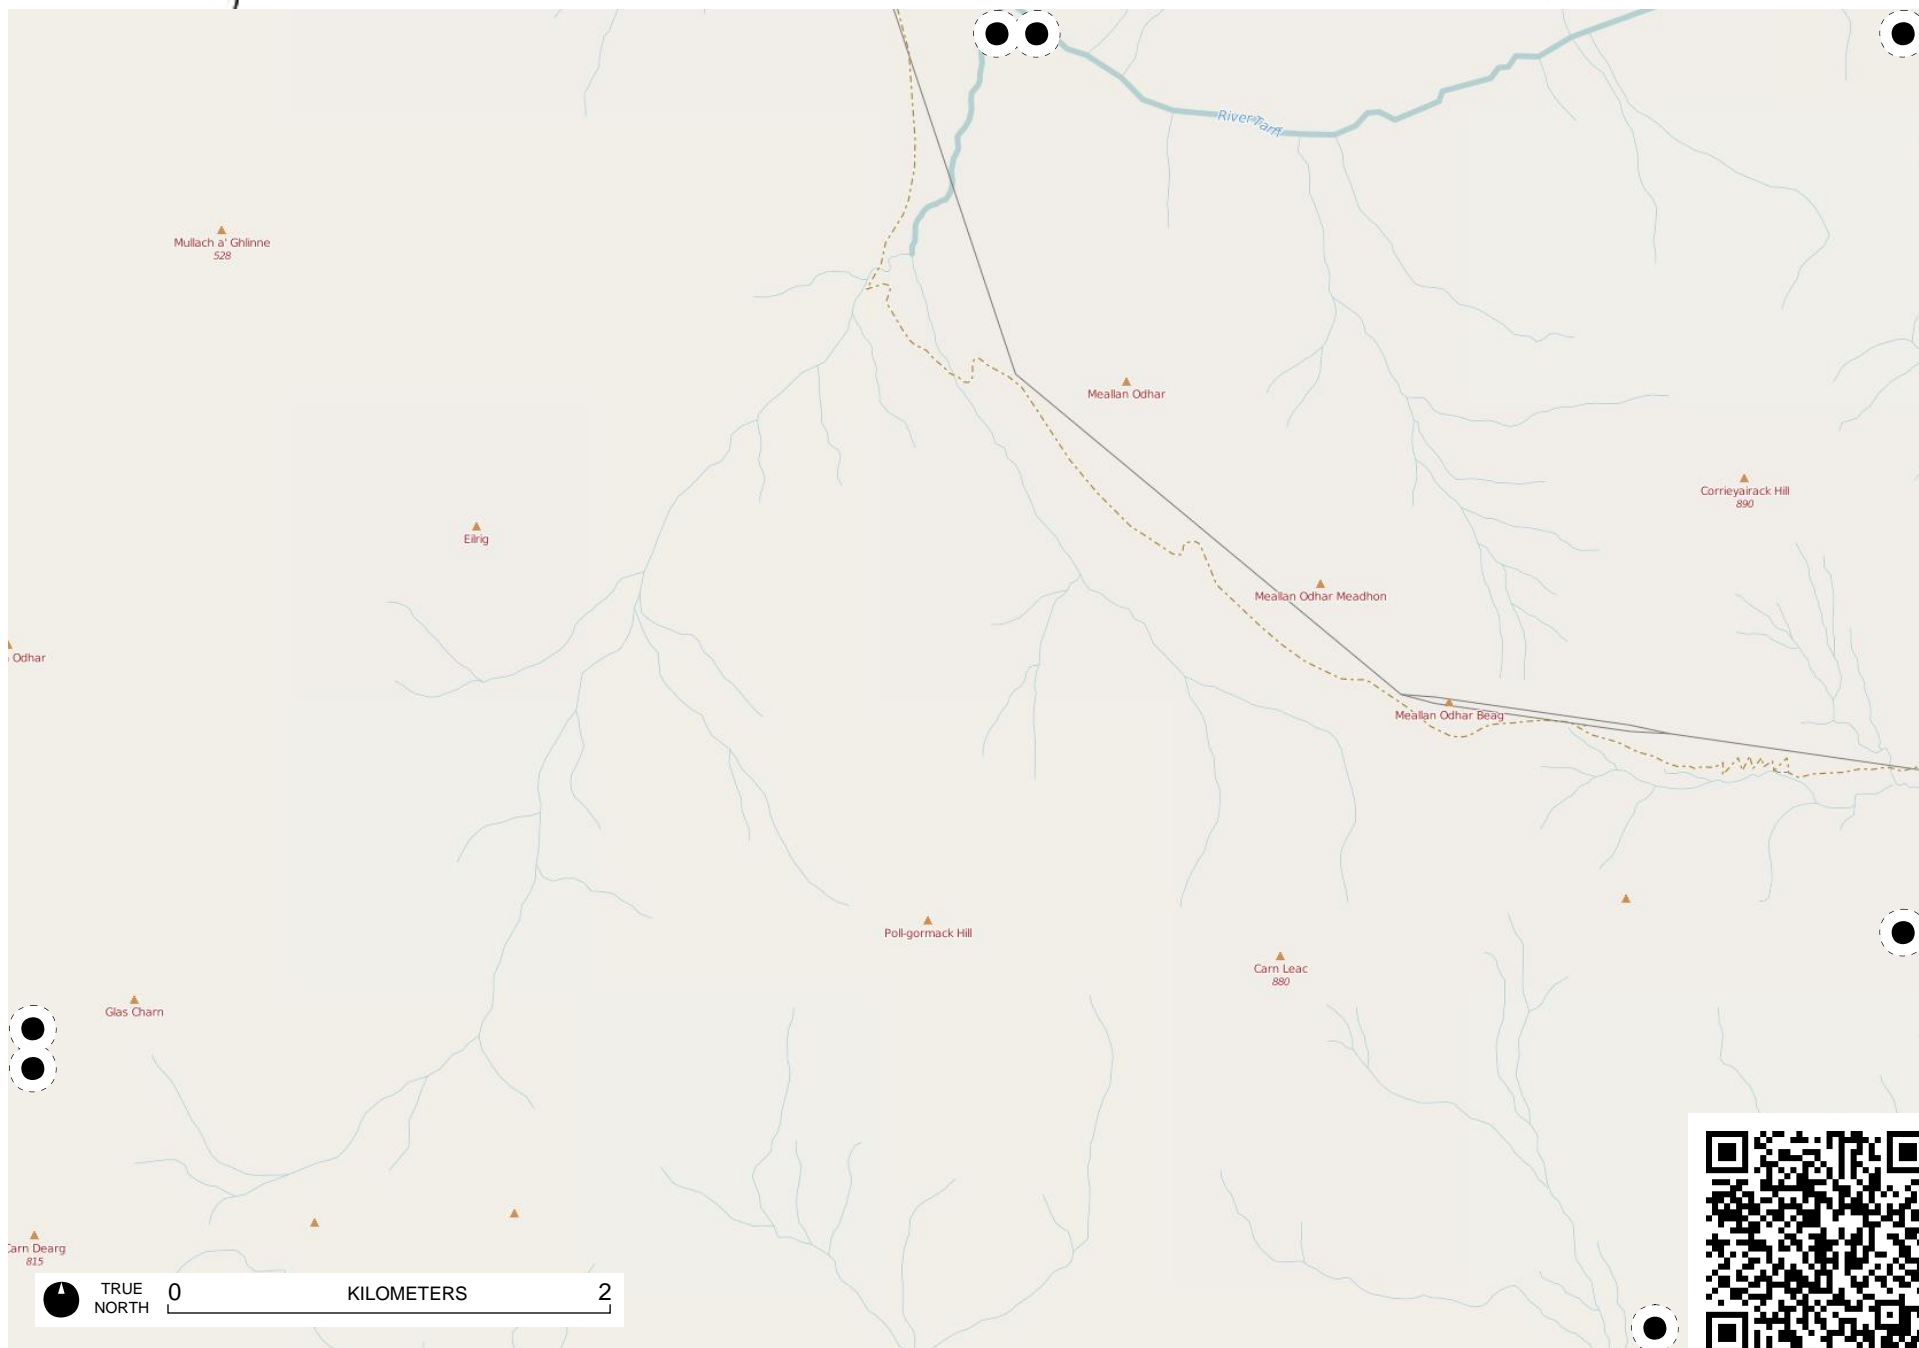 River Tarff
Mullach a' Ghlinne
528
Meallan Odhar
Corrieyairack Hill
890
Eilrig
Meallan Odhar Meadhon
Odhar
Meallan Odhar Beag
Poll-gormack Hill
Carn Leac
880
Glas Charn
Carn Dearg
815
TRUE
NORTH
0 KILOMETERS 2